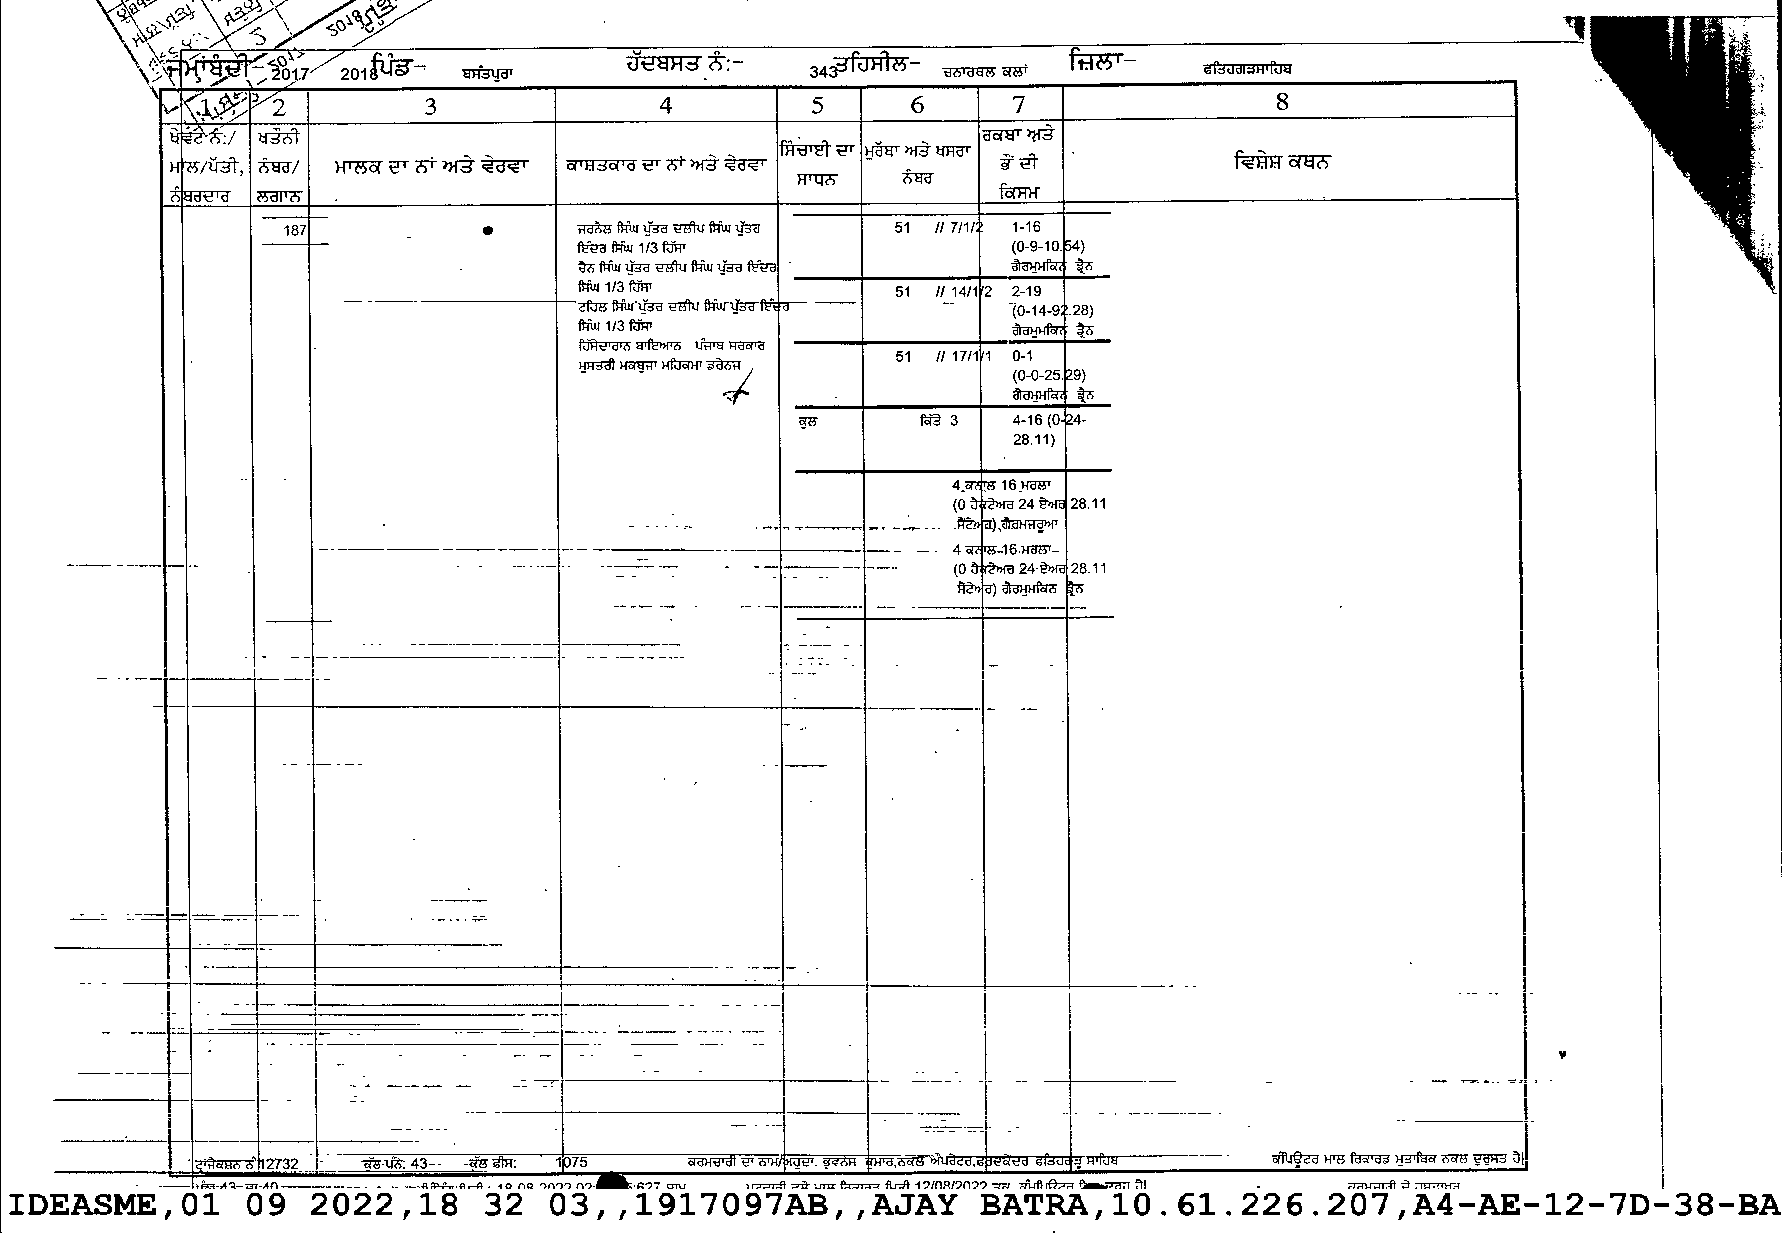 ਜਮ੍ਹਾਂਬੰਦੀ- 2017 2018 ਪਿੰਡ- ਬਸੰਤਪੁਰਾ ਹੱਦਬਸਤ ਨੰ:- 343 ਤਹਿਸੀਲ- ਚਨਾਰਥਲ ਕਲਾਂ ਜ਼ਿਲਾ- ਫਤਿਹਗੜਸਾਹਿਬ
1 2 3 4 5 6 7 8
ਖੇਵਟ ਨੰ:/ ਮਾਲ/ਪੱਤੀ, ਨੰਬਰਦਾਰ
ਖਤੌਨੀ ਨੰਬਰ/ ਲਗਾਨ
ਮਾਲਕ ਦਾ ਨਾਂ ਅਤੇ ਵੇਰਵਾ
ਕਾਸ਼ਤਕਾਰ ਦਾ ਨਾਂ ਅਤੇ ਵੇਰਵਾ
ਸਿੰਚਾਈ ਦਾ ਸਾਧਨ
ਮੁਰੱਬਾ ਅਤੇ ਖਸਰਾ ਨੰਬਰ
ਰਕਬਾ ਅਤੇ ਭੌਂ ਦੀ ਕਿਸਮ
ਵਿਸ਼ੇਸ਼ ਕਥਨ
187
ਜਰਨੈਲ ਸਿੰਘ ਪੁੱਤਰ ਦਲੀਪ ਸਿੰਘ ਪੁੱਤਰ
ਇੰਦਰ ਸਿੰਘ 1/3 ਹਿੱਸਾ
ਚੈਨ ਸਿੰਘ ਪੁੱਤਰ ਦਲੀਪ ਸਿੰਘ ਪੁੱਤਰ ਇੰਦਰ
ਸਿੰਘ 1/3 ਹਿੱਸਾ
ਟਹਿਲ ਸਿੰਘ ਪੁੱਤਰ ਦਲੀਪ ਸਿੰਘ ਪੁੱਤਰ ਇੰਦਰ
ਸਿੰਘ 1/3 ਹਿੱਸਾ
ਹਿੱਸੇਦਾਰਾਨ ਬਾਇਆਨ ਪੰਜਾਬ ਸਰਕਾਰ
ਮੁਸਤਰੀ ਮਕਬੂਜਾ ਮਹਿਕਮਾ ਡਰੇਨਜ
51 // 7/1/2 1-16
(0-9-10.54)
ਗੈਰਮੁਮਕਿਨ ਡ੍ਰੈਨ
51 // 14/1/2 2-19
(0-14-92.28)
ਗੈਰਮੁਮਕਿਨ ਡ੍ਰੈਨ
51 // 17/1/1 0-1
(0-0-25.29)
ਗੈਰਮੁਮਕਿਨ ਡ੍ਰੈਨ
ਕੁਲ ਕਿੱਤੇ 3 4-16 (0-24-
28.11)
4 ਕਨਾਲ 16 ਮਰਲਾ
(0 ਹੈਕਟੇਅਰ 24 ਏਅਰ 28.11
ਸੈਂਟੇਅਰ) ਗੈਰਮਜਰੂਆ
4 ਕਨਾਲ 16 ਮਰਲਾ
(0 ਹੈਕਟੇਅਰ 24 ਏਅਰ 28.11
ਸੈਂਟੇਅਰ) ਗੈਰਮੁਮਕਿਨ ਡ੍ਰੈਨ
ਟ੍ਰਾਂਜੈਕਸ਼ਨ ਨੰ 12732 ਕੁੱਲ ਪੰਨੇ: 43 ਕੁੱਲ ਫ਼ੀਸ: 1075 ਕਰਮਚਾਰੀ ਦਾ ਨਾਮ/ਅਹੁਦਾ. ਭੁਵਨੇਸ ਕੁਮਾਰ,ਨਕਲ ਅਪਰੇਟਰ,ਫ਼ਰਦਕੇਂਦਰ ਫਤਿਹਗੜ੍ਹ ਸਾਹਿਬ ਕੰਪਿਊਟਰ ਮਾਲ ਰਿਕਾਰਡ ਮੁਤਾਬਿਕ ਨਕਲ ਦੁਰੁਸਤ ਹੈ|
IDEASME,01 09 2022,18 32 03,,1917097AB,,AJAY BATRA,10.61.226.207,A4-AE-12-7D-38-BA